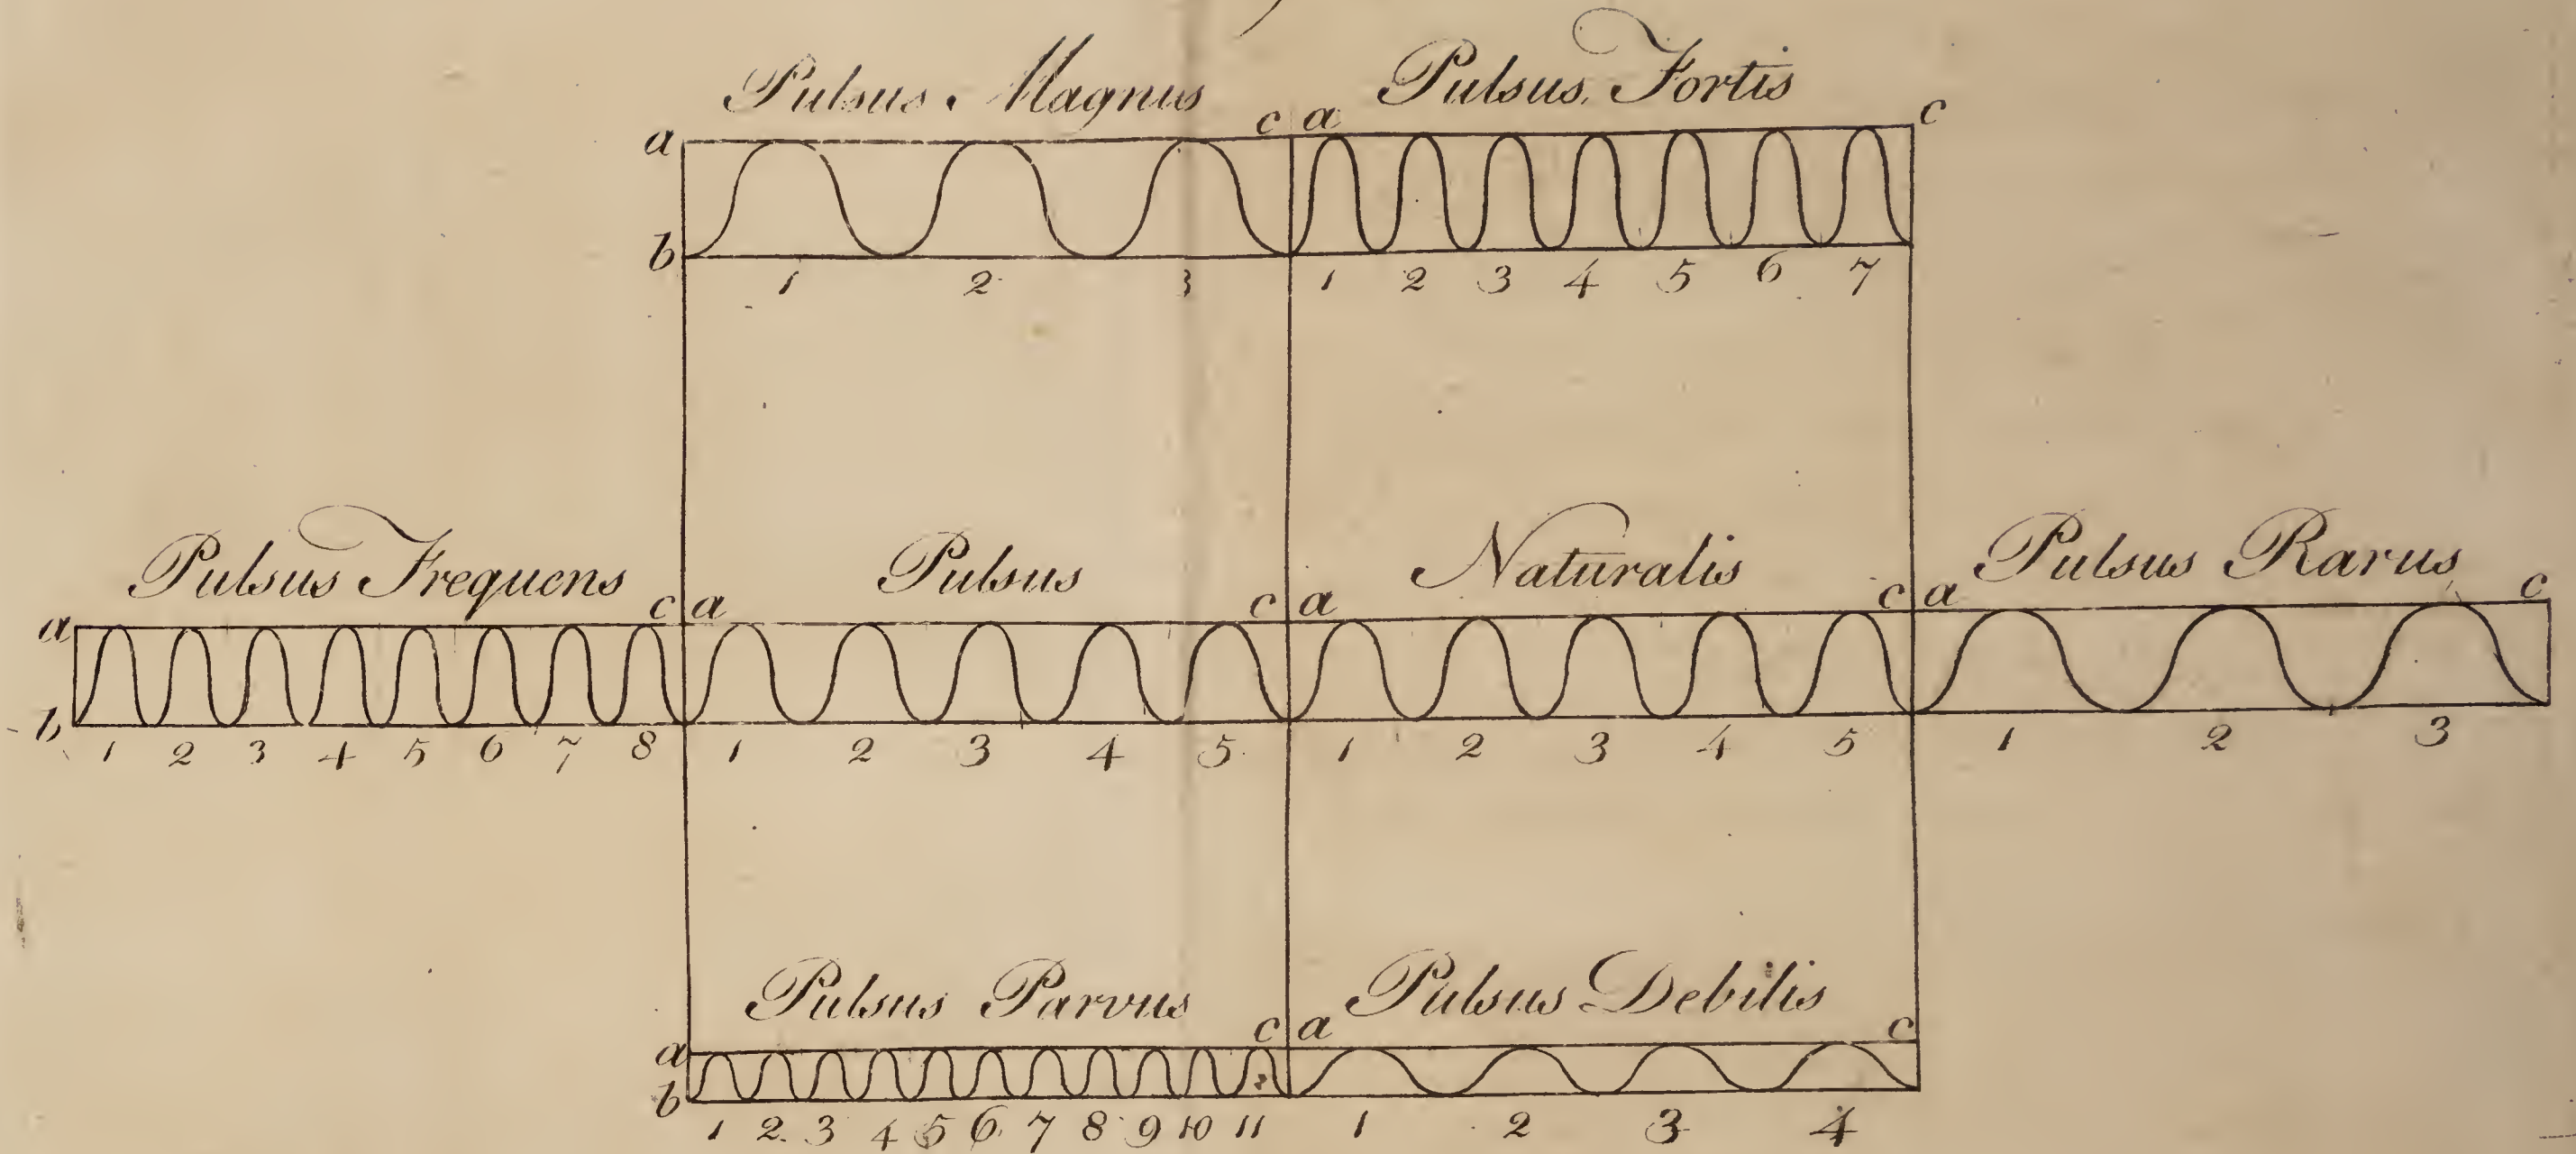 Pulsus Magnus Pulsus Fortis
a c a c
b
1 2 3 1 2 3 4 5 6 7
Pulsus Frequens Pulsus Naturalis Pulsus Rarus
a c a c a c a c
b
1 2 3 4 5 6 7 8 1 2 3 4 5 1 2 3 4 5 1 2 3
Pulsus Parvus Pulsus Debilis
a c a c
b
1 2 3 4 5 6 7 8 9 10 11 1 2 3 4